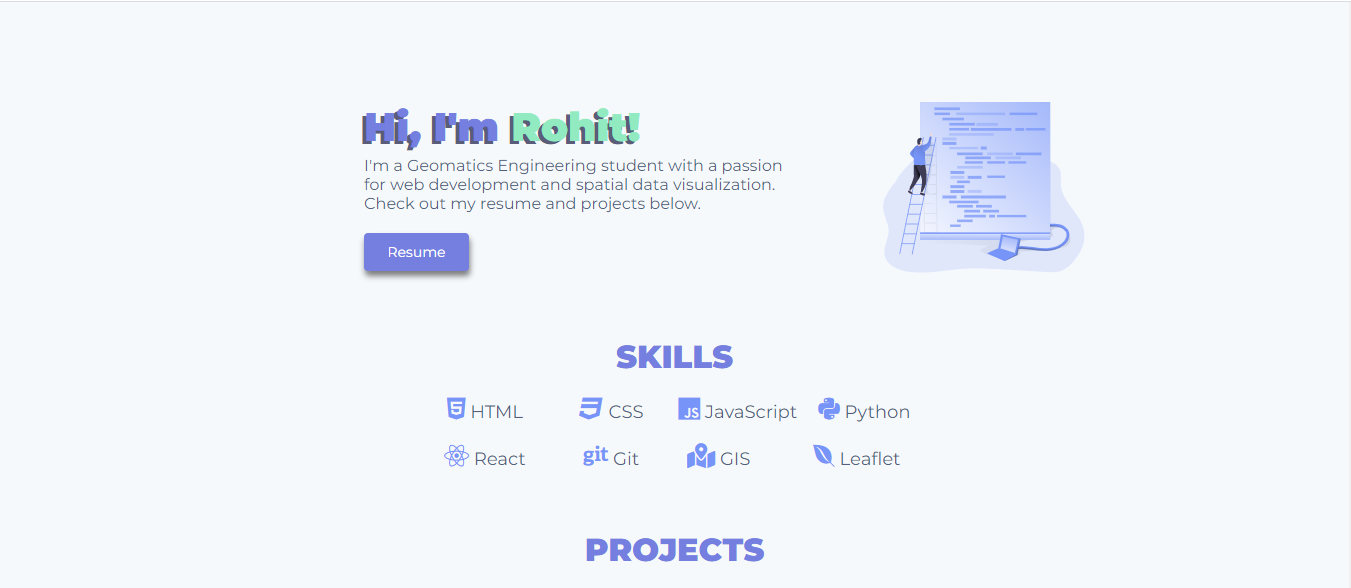 Hi, I'm Rohit!
I'm a Geomatics Engineering student with a passion
for web development and spatial data visualization.
Check out my resume and projects below.
Resume
SKILLS
5 HTML CSS JS JavaScript Python
React git Git GIS Leaflet
PROJECTS